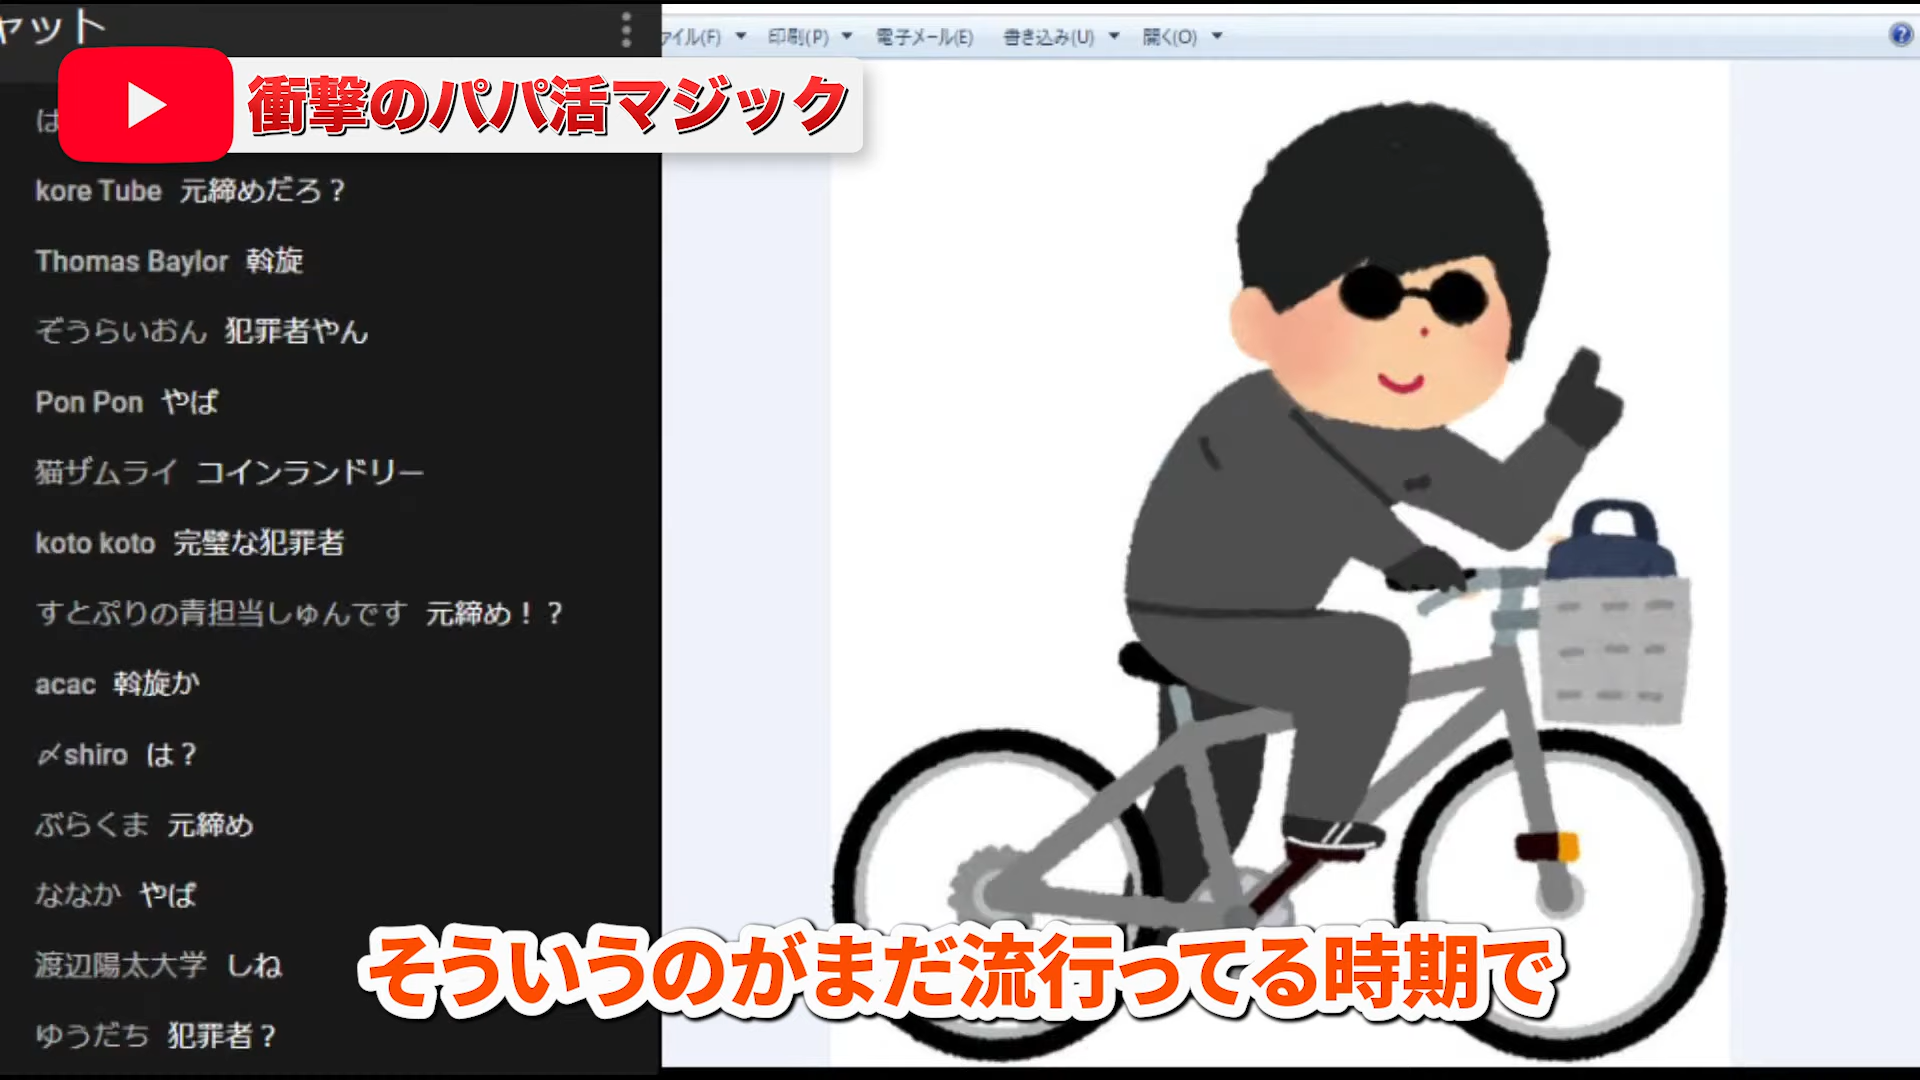 ャット
ァイル(F) 印刷(P) 電子メール(E) 書き込み(U) 開く(O)
衝撃のパパ活マジック
は
kore Tube 元締めだろ？
Thomas Baylor 斡旋
ぞうらいおん 犯罪者やん
Pon Pon やば
猫ザムライ コインランドリー
koto koto 完璧な犯罪者
すとぷりの青担当しゅんです 元締め！？
acac 斡旋か
〆shiro は？
ぶらくま 元締め
ななか やば
渡辺陽太大学 しね
ゆうだち 犯罪者？
そういうのがまだ流行ってる時期で